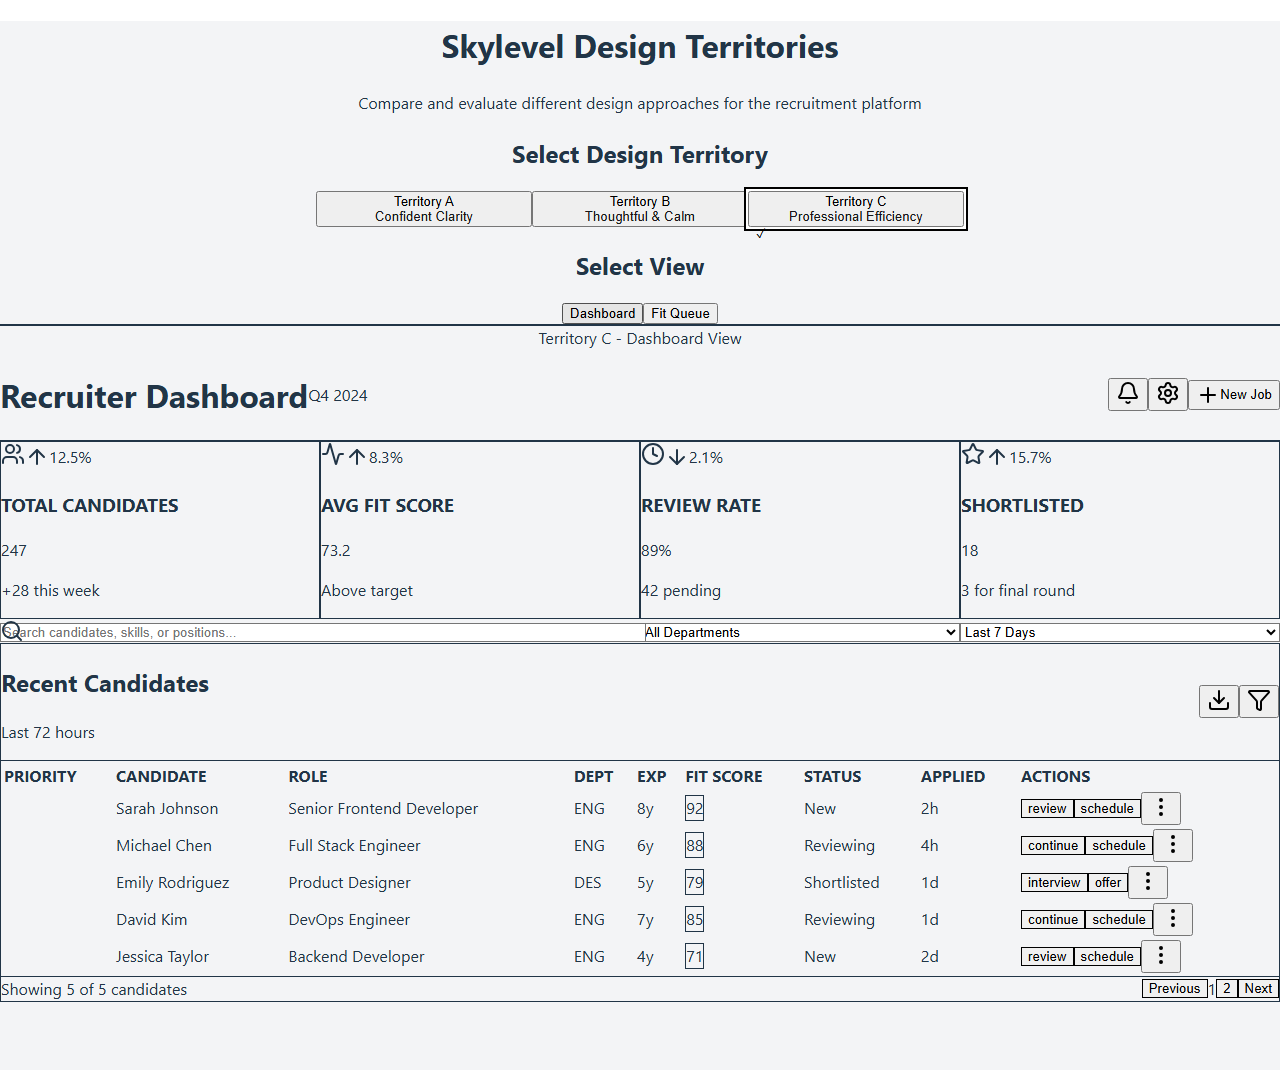 Skylevel Design Territories
Compare and evaluate different design approaches for the recruitment platform
Select Design Territory
Territory A
Confident Clarity
Territory B
Thoughtful & Calm
Territory C
Professional Efficiency
✓
Select View
Dashboard Fit Queue
Territory C - Dashboard View
Recruiter Dashboard Q4 2024 New Job
12.5% 8.3% 2.1% 15.7%
TOTAL CANDIDATES AVG FIT SCORE REVIEW RATE SHORTLISTED
247 73.2 89% 18
+28 this week Above target 42 pending 3 for final round
Search candidates, skills, or positions... All Departments Last 7 Days
Recent Candidates
Last 72 hours
PRIORITY CANDIDATE ROLE DEPT EXP FIT SCORE STATUS APPLIED ACTIONS
Sarah Johnson Senior Frontend Developer ENG 8y 92 New 2h review schedule
Michael Chen Full Stack Engineer ENG 6y 88 Reviewing 4h continue schedule
Emily Rodriguez Product Designer DES 5y 79 Shortlisted 1d interview offer
David Kim DevOps Engineer ENG 7y 85 Reviewing 1d continue schedule
Jessica Taylor Backend Developer ENG 4y 71 New 2d review schedule
Showing 5 of 5 candidates Previous 1 2 Next